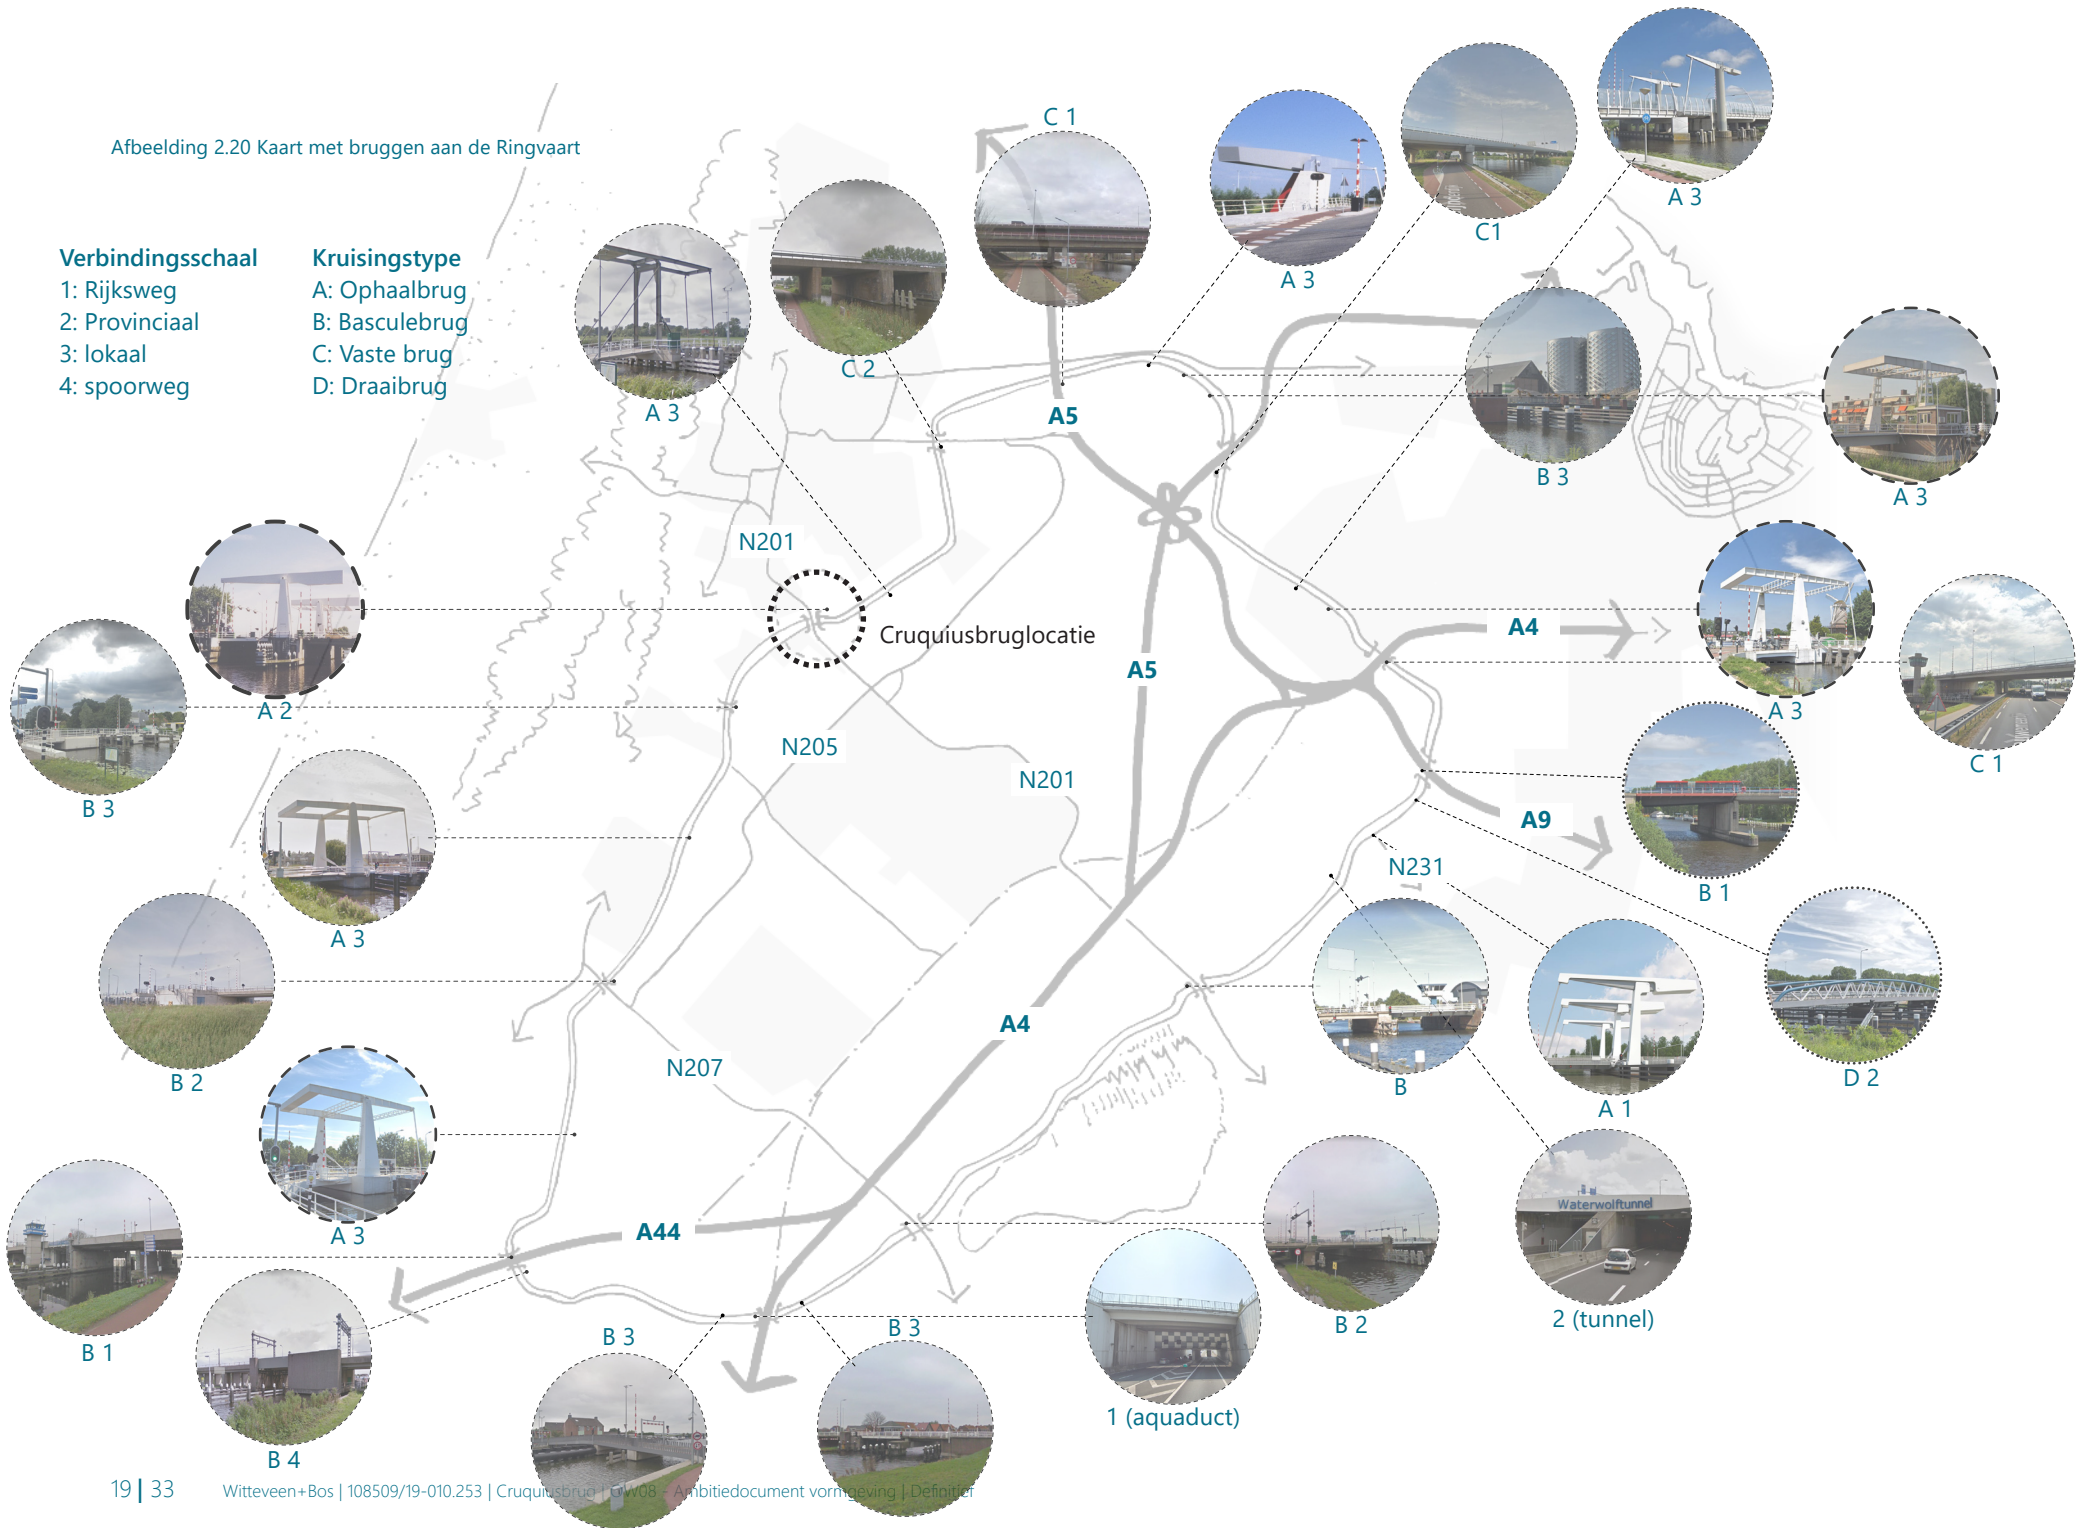 Afbeelding 2.20 Kaart met bruggen aan de Ringvaart
Verbindingsschaal
1: Rijksweg
2: Provinciaal
3: lokaal
4: spoorweg
Kruisingstype
A: Ophaalbrug
B: Basculebrug
C: Vaste brug
D: Draaibrug
C 1
A 3
C1
A 3
C 2
A 3
B 3
A 3
A5
N201
A 2
Cruquiusbruglocatie
A4
A5
A 3
C 1
B 3
N205
N201
A9
N231
B 1
A 3
B 2
A4
N207
B
A 1
D 2
A 3
A44
Waterwolftunnel
2 (tunnel)
B 1
B 3
B 3
B 2
1 (aquaduct)
B 4
19 | 33
Witteveen+Bos | 108509/19-010.253 | Cruquiusbrug | OW08 - Ambitiedocument vormgeving | Definitief